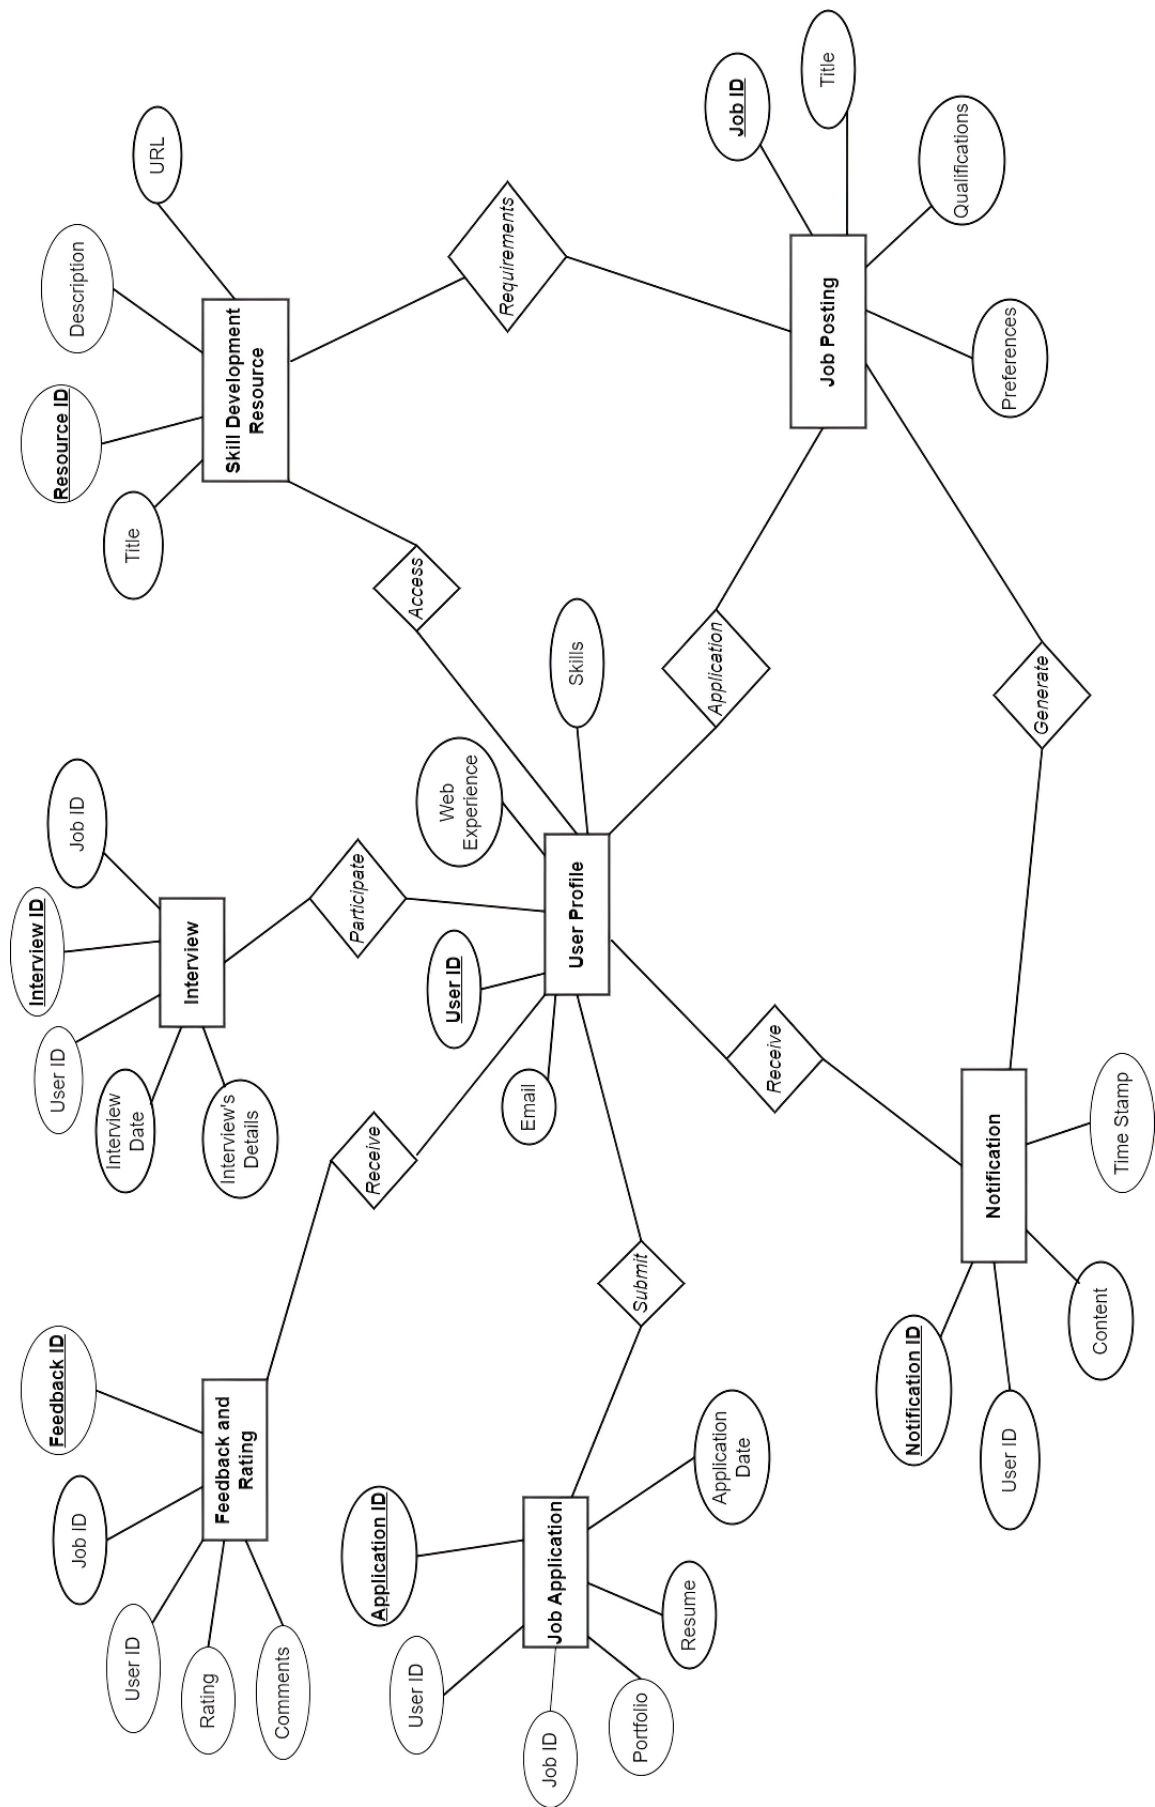 Feedback ID
Job ID
User ID
Rating
Comments
Feedback and
Rating
Interview ID
Job ID
User ID
Interview
Date
Interview's
Details
Interview
Resource ID
Description
Title
URL
Skill Development
Resource
Receive
Participate
Access
Requirements
Application ID
User ID
Job ID
Portfolio
Resume
Application
Date
Job Application
Submit
User ID
Email
Web
Experience
Skills
User Profile
Application
Job ID
Title
Qualifications
Preferences
Job Posting
Receive
Generate
Notification ID
User ID
Content
Time Stamp
Notification